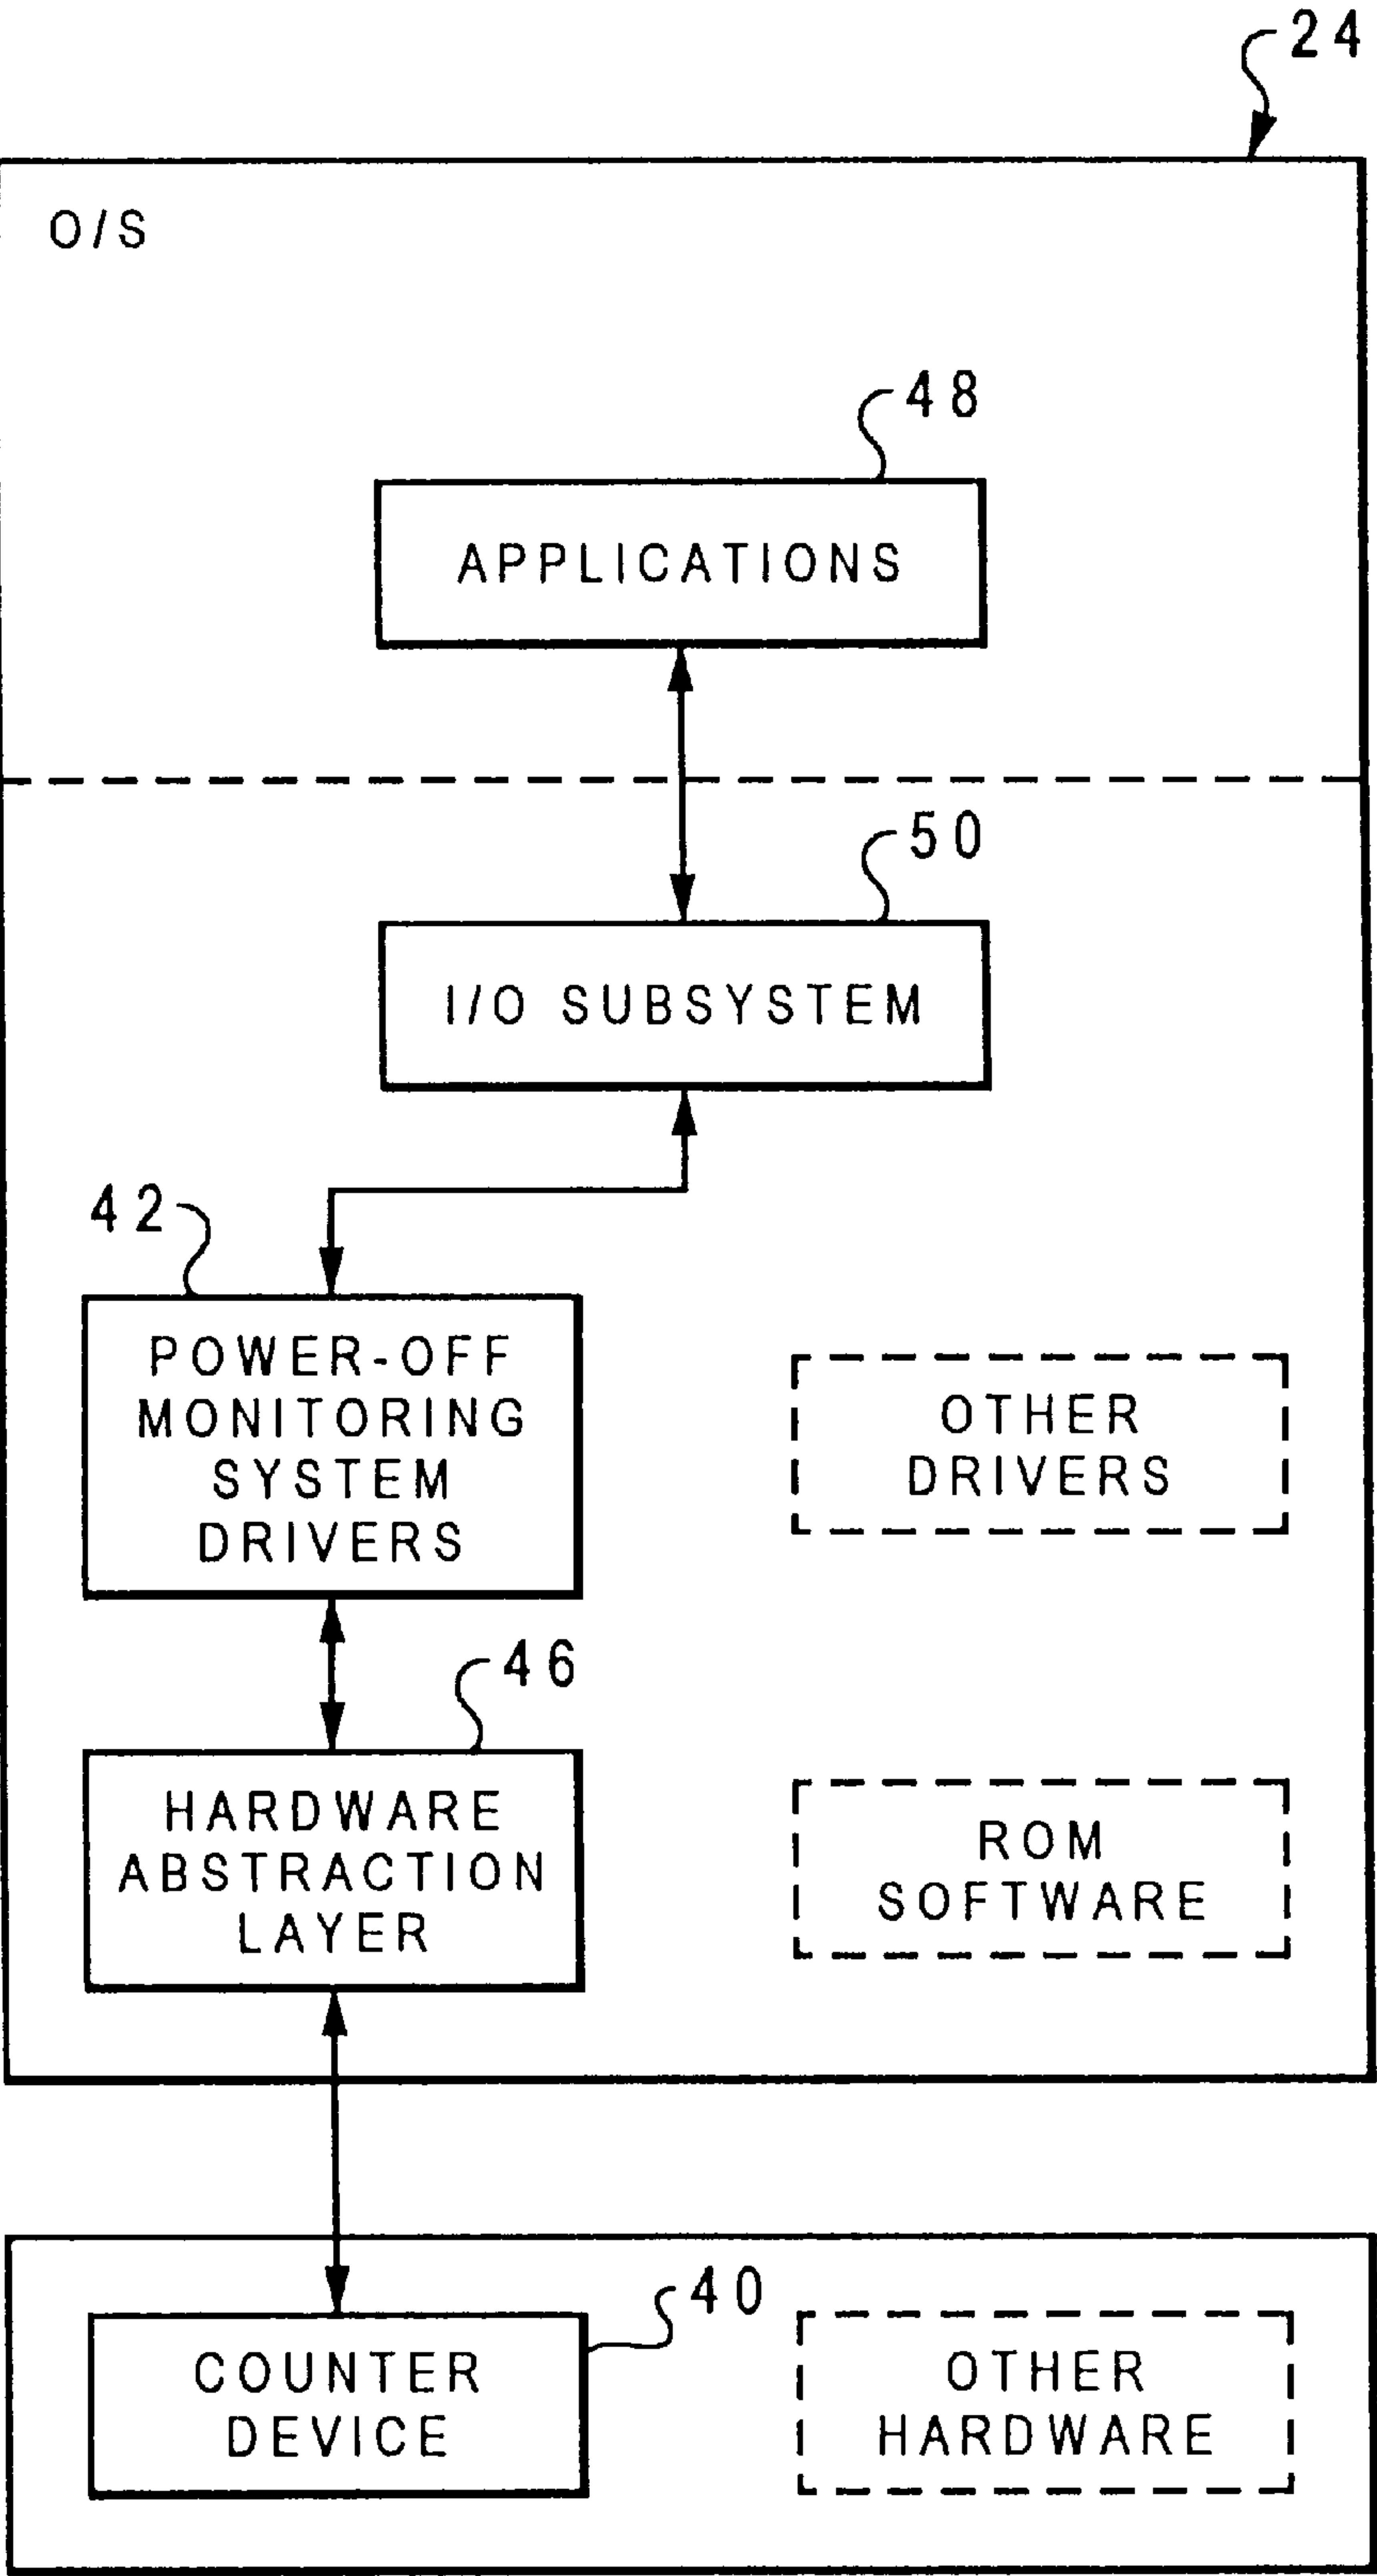 24
O/S
48
APPLICATIONS
50
I/O SUBSYSTEM
42
POWER-OFF
MONITORING
SYSTEM
DRIVERS
OTHER
DRIVERS
46
HARDWARE
ABSTRACTION
LAYER
ROM
SOFTWARE
40
COUNTER
DEVICE
OTHER
HARDWARE